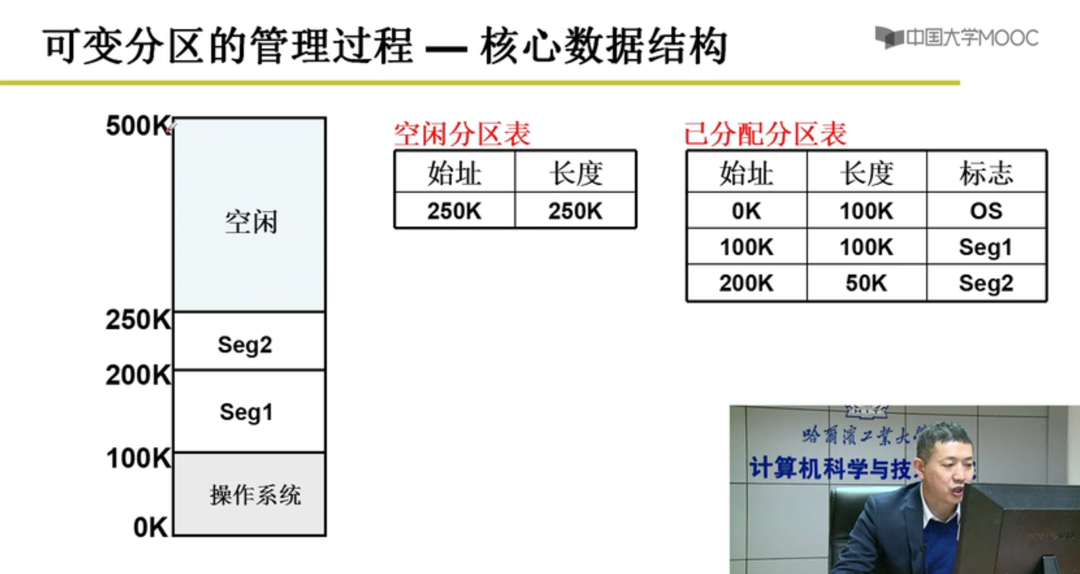 可变分区的管理过程 — 核心数据结构
中国大学MOOC
500K
空闲
250K
Seg2
200K
Seg1
100K
操作系统
0K
空闲分区表
始址 长度
250K 250K
已分配分区表
始址 长度 标志
0K 100K OS
100K 100K Seg1
200K 50K Seg2
哈尔滨工业大学
计算机科学与技